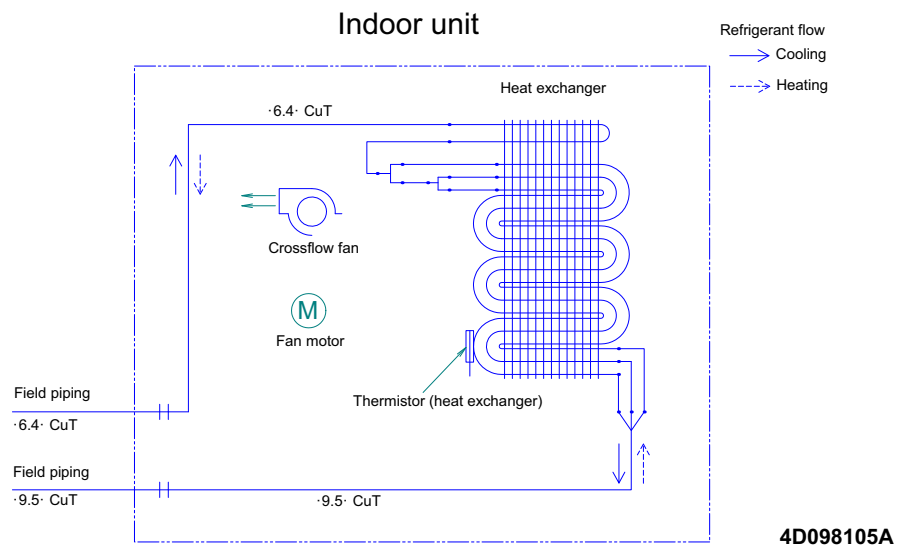 Indoor unit
Refrigerant flow
Cooling
Heating
Heat exchanger
·6.4· CuT
Crossflow fan
M
Fan motor
Thermistor (heat exchanger)
Field piping
·6.4· CuT
Field piping
·9.5· CuT
·9.5· CuT
4D098105A